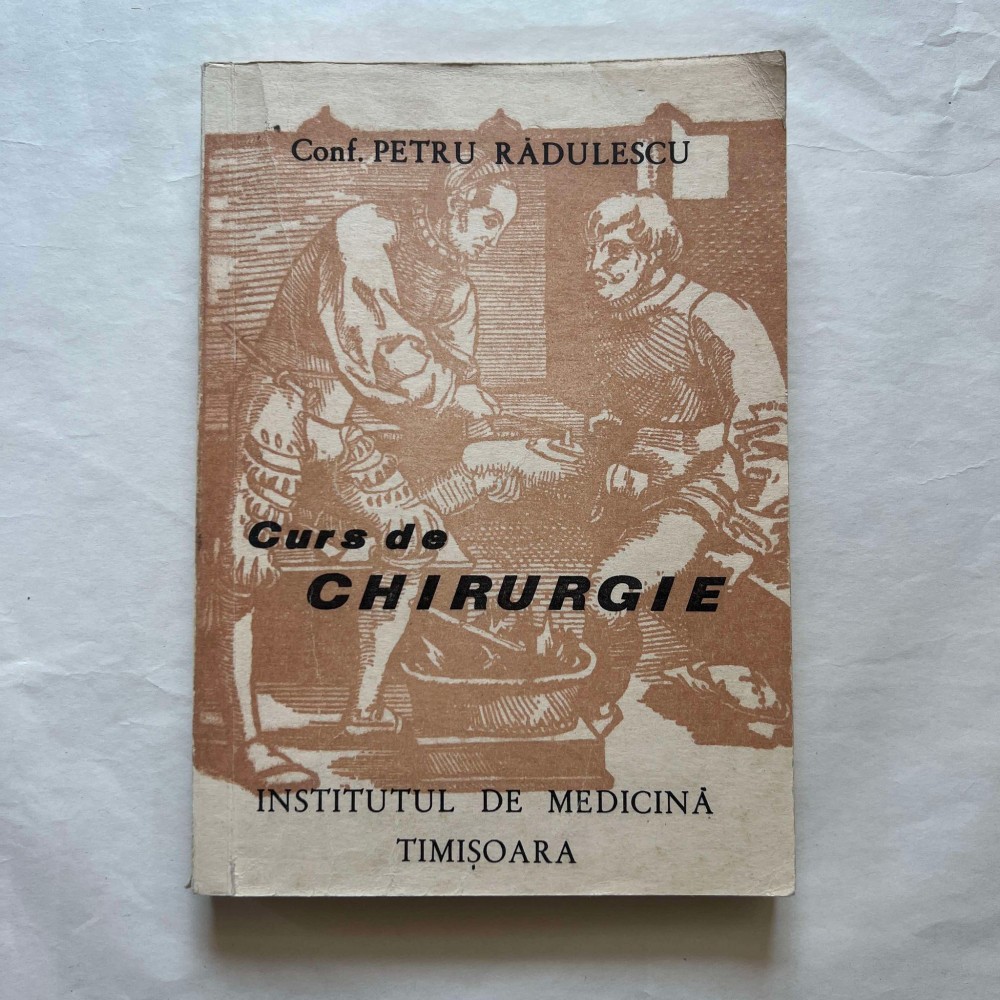 Conf. PETRU RĂDULESCU
Curs de
CHIRURGIE
INSTITUTUL DE MEDICINĂ
TIMIȘOARA